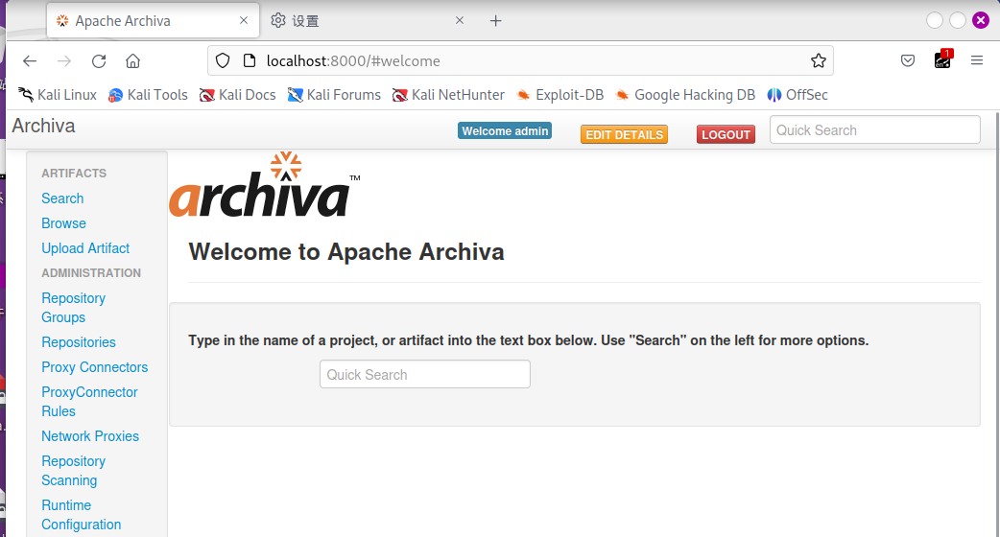 Apache Archiva
设置
localhost:8000/#welcome
1
en
Kali Linux
Kali Tools
Kali Docs
Kali Forums
Kali NetHunter
Exploit-DB
Google Hacking DB
OffSec
Archiva
Welcome admin
EDIT DETAILS
LOGOUT
Quick Search
ARTIFACTS
Search
Browse
Upload Artifact
ADMINISTRATION
Repository
Groups
Repositories
Proxy Connectors
ProxyConnector
Rules
Network Proxies
Repository
Scanning
Runtime
Configuration
archiva™
Welcome to Apache Archiva
Type in the name of a project, or artifact into the text box below. Use "Search" on the left for more options.
Quick Search